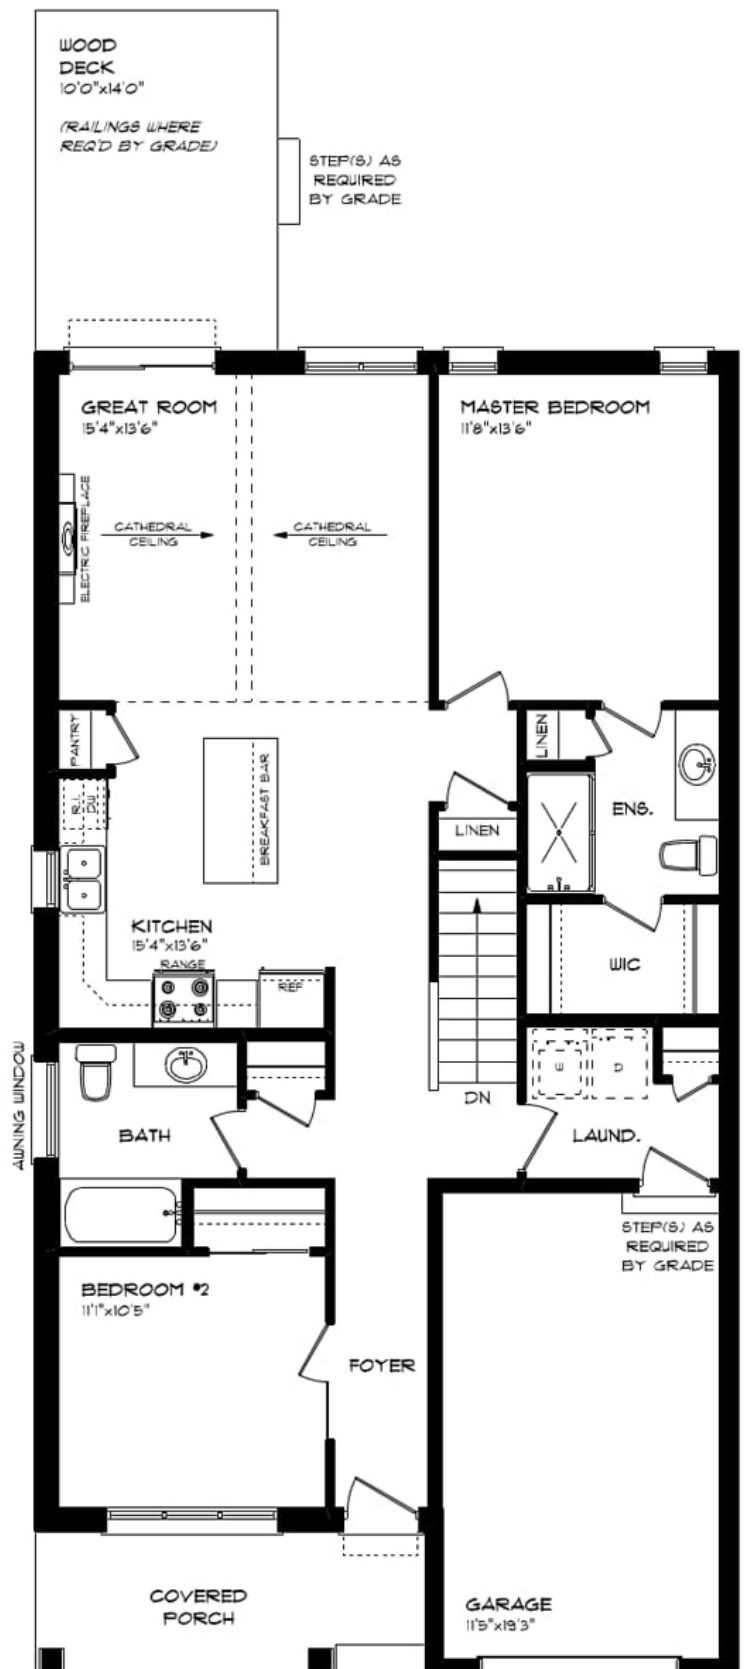 WOOD
DECK
10'0"x14'0"
(RAILINGS WHERE
REQ'D BY GRADE)
STEP(S) AS
REQUIRED
BY GRADE
GREAT ROOM
15'4"x13'6"
MASTER BEDROOM
11'8"x13'6"
ELECTRIC FIREPLACE
CATHEDRAL
CEILING
CATHEDRAL
CEILING
PANTRY
LINEN
R.I.
DW
BREAKFAST BAR
LINEN
ENS.
KITCHEN
15'4"x13'6"
RANGE
REF
WIC
AWNING WINDOW
BATH
DN
W
D
LAUND.
STEP(S) AS
REQUIRED
BY GRADE
BEDROOM #2
11'1"x10'5"
FOYER
COVERED
PORCH
GARAGE
11'5"x19'3"